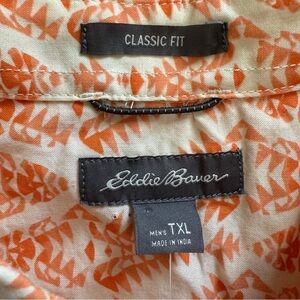 CLASSIC FIT
Eddie Bauer
MEN'S TXL
MADE IN INDIA